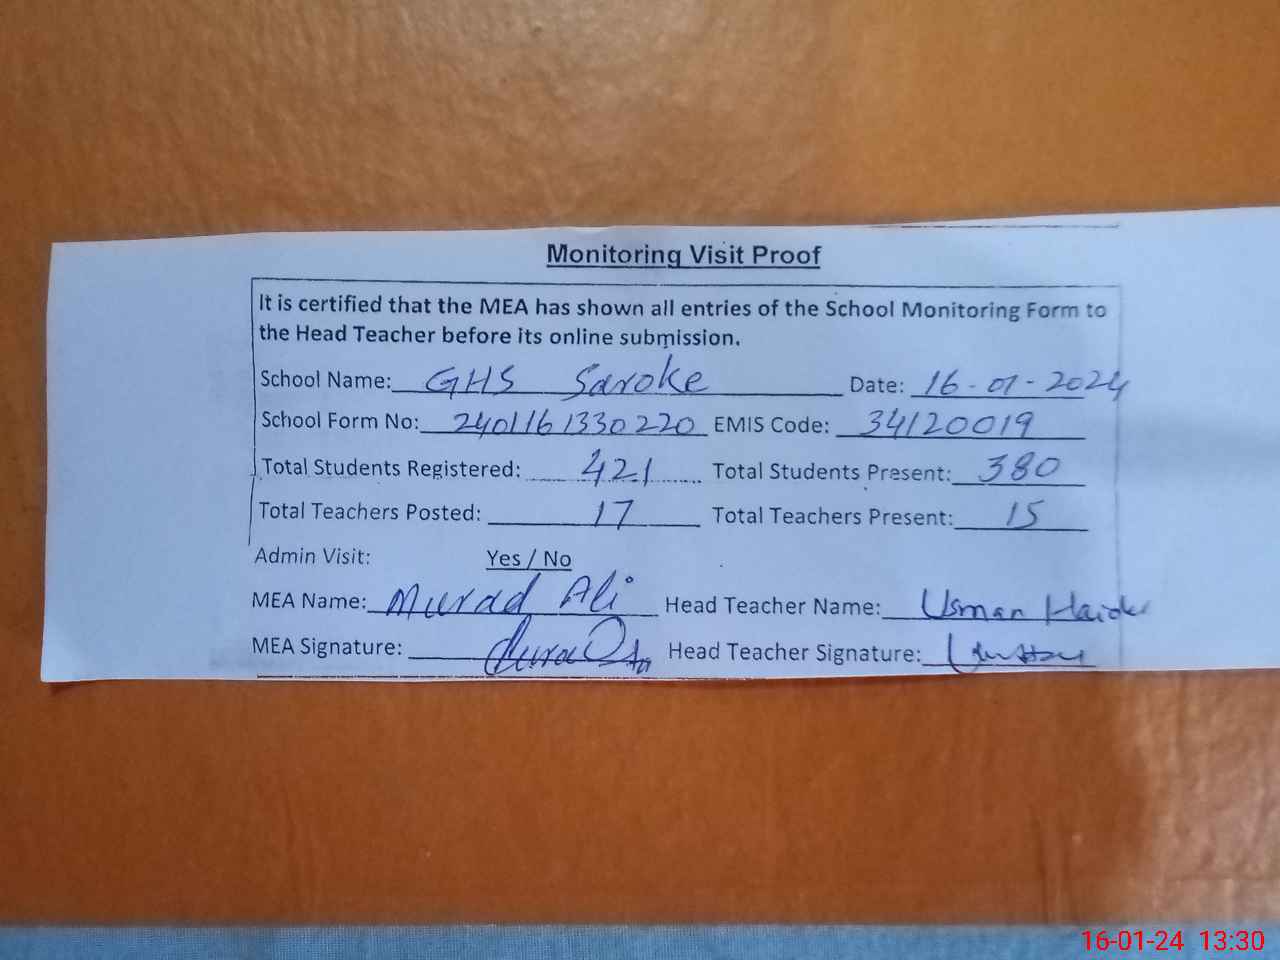 Monitoring Visit Proof
It is certified that the MEA has shown all entries of the School Monitoring Form to
the Head Teacher before its online submission.
School Name: GHS Saroke Date: 16-01-2024
School Form No: 2401161330220 EMIS Code: 34120019
Total Students Registered: 421 Total Students Present: 380
Total Teachers Posted: 17 Total Teachers Present: 15
Admin Visit: Yes / No
MEA Name: Murad Ali Head Teacher Name: Usman Haider
MEA Signature: Head Teacher Signature:
16-01-24 13:30